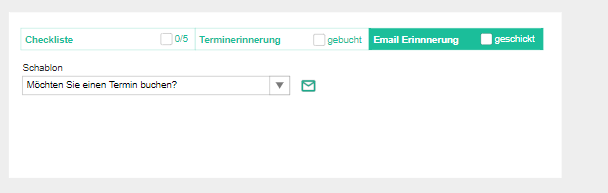 Checkliste 0/5 Terminerinnerung gebucht Email Erinnnerung geschickt
Schablon
Möchten Sie einen Termin buchen?